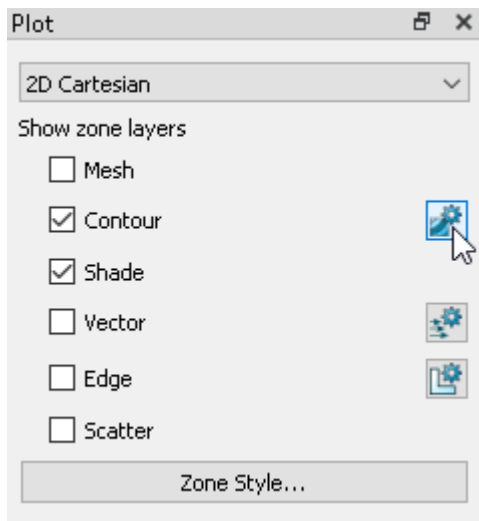 Plot
2D Cartesian
Show zone layers
Mesh
Contour
Shade
Vector
Edge
Scatter
Zone Style...